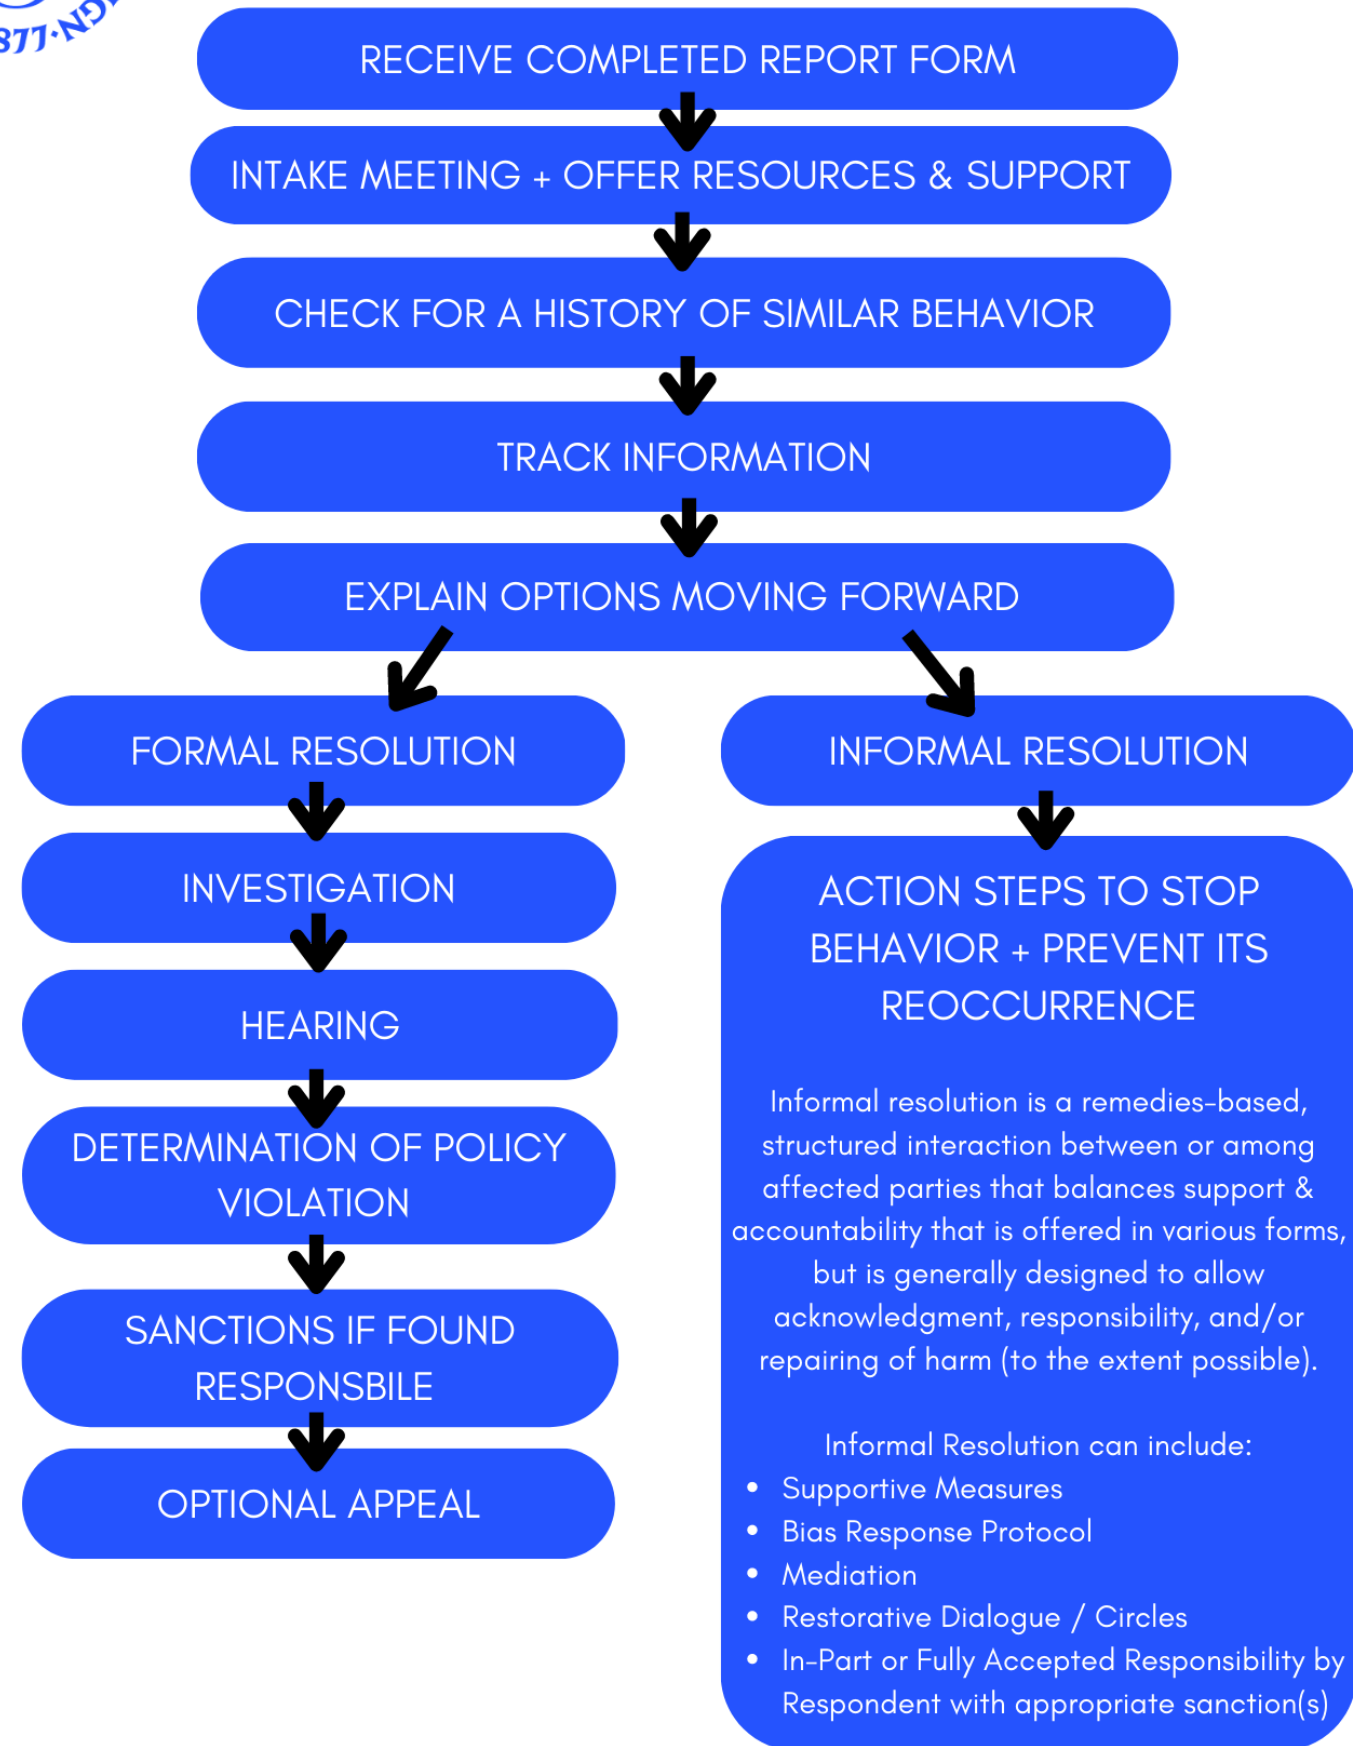 877·
RECEIVE COMPLETED REPORT FORM
INTAKE MEETING + OFFER RESOURCES & SUPPORT
CHECK FOR A HISTORY OF SIMILAR BEHAVIOR
TRACK INFORMATION
EXPLAIN OPTIONS MOVING FORWARD
FORMAL RESOLUTION
INVESTIGATION
HEARING
DETERMINATION OF POLICY
VIOLATION
SANCTIONS IF FOUND
RESPONSBILE
OPTIONAL APPEAL
INFORMAL RESOLUTION
ACTION STEPS TO STOP
BEHAVIOR + PREVENT ITS
REOCCURRENCE
Informal resolution is a remedies-based,
structured interaction between or among
affected parties that balances support &
accountability that is offered in various forms,
but is generally designed to allow
acknowledgment, responsibility, and/or
repairing of harm (to the extent possible).
Informal Resolution can include:
• Supportive Measures
• Bias Response Protocol
• Mediation
• Restorative Dialogue / Circles
• In-Part or Fully Accepted Responsibility by
Respondent with appropriate sanction(s)